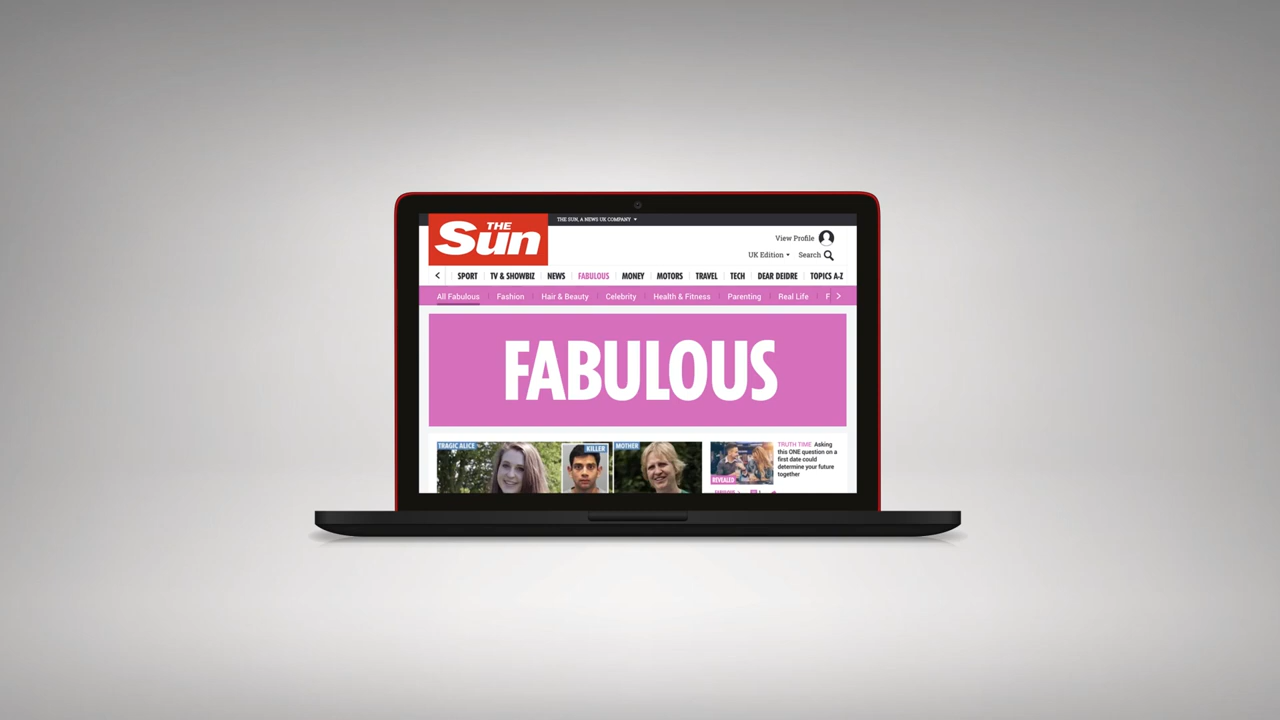 THE SUN, A NEWS UK COMPANY
THE
Sun
View Profile
UK Edition
Search
SPORT TV & SHOWBIZ NEWS FABULOUS MONEY MOTORS TRAVEL TECH DEAR DEIDRE TOPICS A-Z
All Fabulous Fashion Hair & Beauty Celebrity Health & Fitness Parenting Real Life F
FABULOUS
TRAGIC ALICE
KILLER
MOTHER
REVEALED
TRUTH TIME Asking
this ONE question on a
first date could
determine your future
together